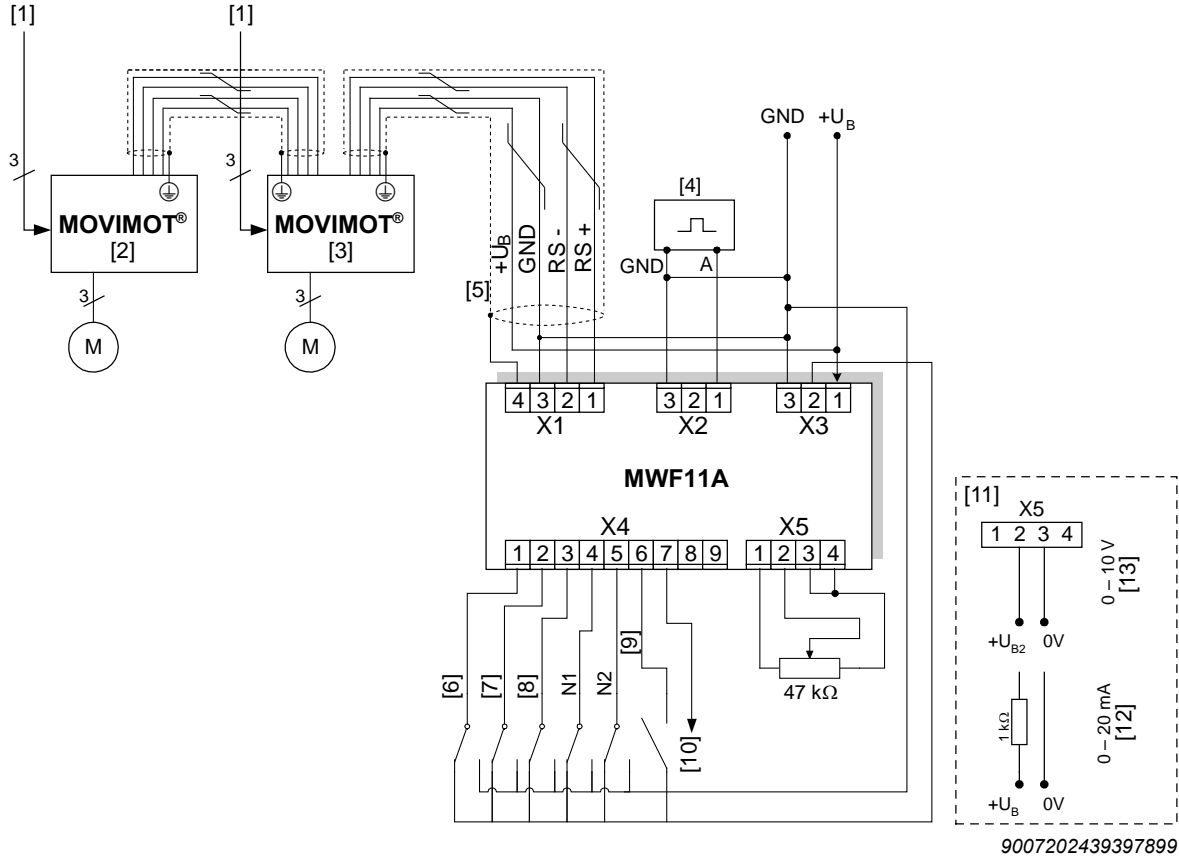 [1] [1]
GND +UB
3 3
[4]
MOVIMOT® MOVIMOT®
[2] [3]
+UB GND RS - RS +
GND A
3 3
[5]
M M
4 3 2 1 3 2 1 3 2 1
X1 X2 X3
MWF11A
X4 X5
1 2 3 4 5 6 7 8 9 1 2 3 4
[6] [7] [8] N1 N2 [9] [10]
47 kΩ
[11]
X5
1 2 3 4
0 – 10 V
[13]
+UB2 0V
1 kΩ
0 – 20 mA
[12]
+UB 0V
9007202439397899